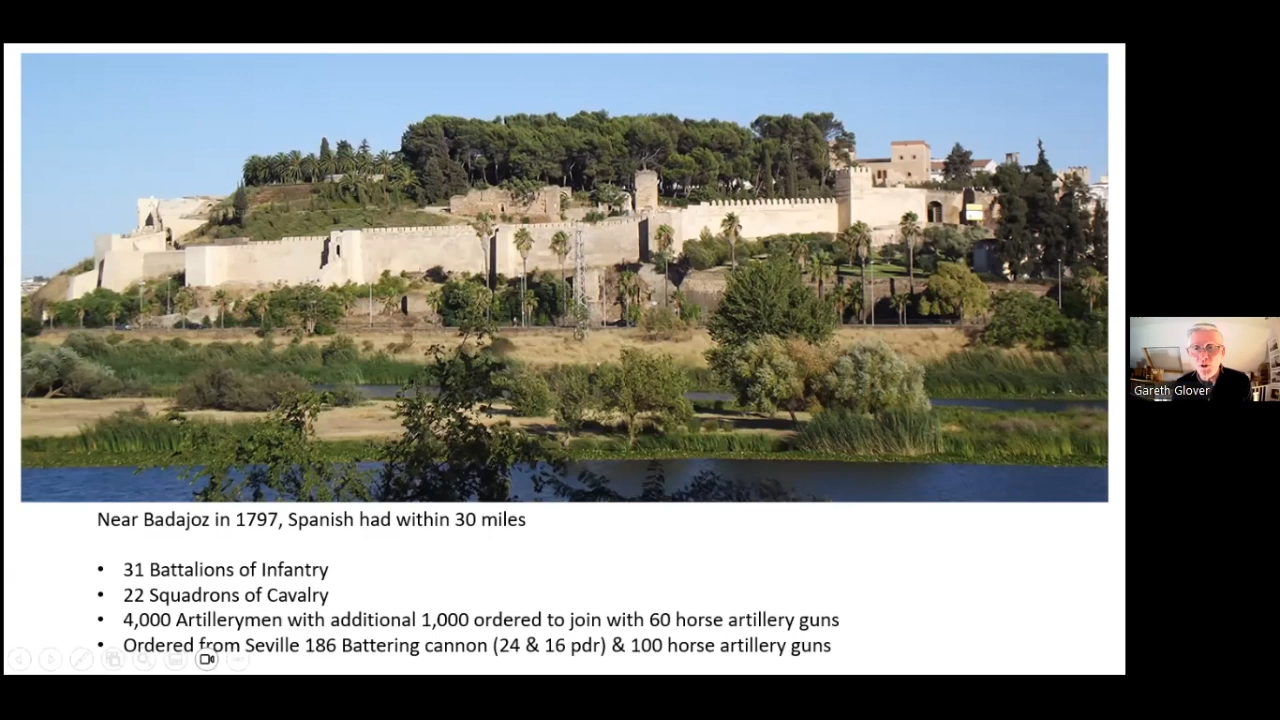 Near Badajoz in 1797, Spanish had within 30 miles
• 31 Battalions of Infantry
• 22 Squadrons of Cavalry
• 4,000 Artillerymen with additional 1,000 ordered to join with 60 horse artillery guns
• Ordered from Seville 186 Battering cannon (24 & 16 pdr) & 100 horse artillery guns
Gareth Glover